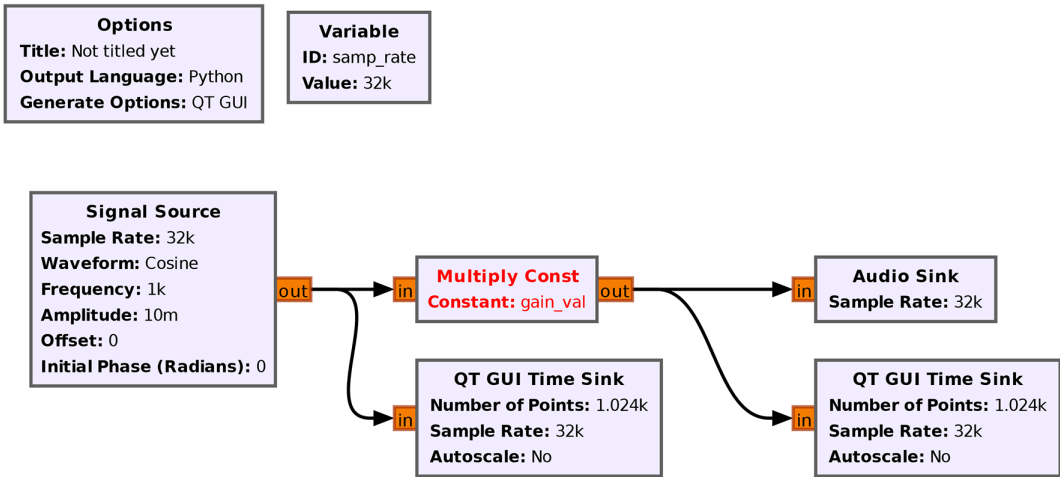 Options
Title: Not titled yet
Output Language: Python
Generate Options: QT GUI
Variable
ID: samp_rate
Value: 32k
Signal Source
Sample Rate: 32k
Waveform: Cosine
Frequency: 1k
Amplitude: 10m
Offset: 0
Initial Phase (Radians): 0
out
in
Multiply Const
Constant: gain_val
out
in
Audio Sink
Sample Rate: 32k
in
QT GUI Time Sink
Number of Points: 1.024k
Sample Rate: 32k
Autoscale: No
in
QT GUI Time Sink
Number of Points: 1.024k
Sample Rate: 32k
Autoscale: No